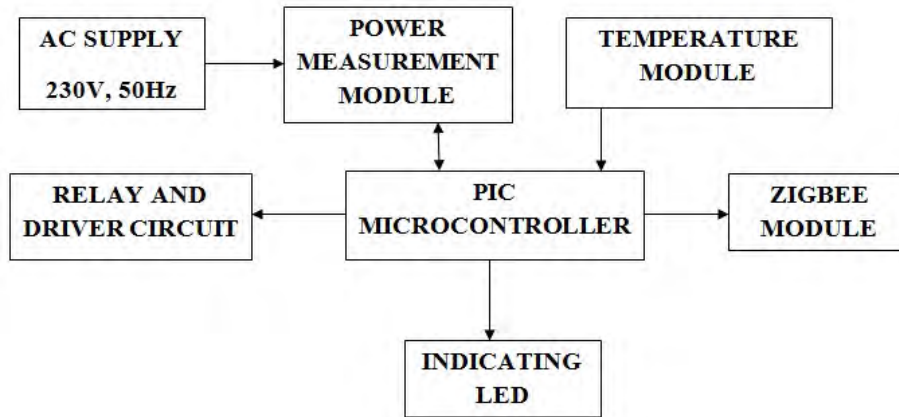 AC SUPPLY
230V, 50Hz
POWER
MEASUREMENT
MODULE
TEMPERATURE
MODULE
RELAY AND
DRIVER CIRCUIT
PIC
MICROCONTROLLER
ZIGBEE
MODULE
INDICATING
LED